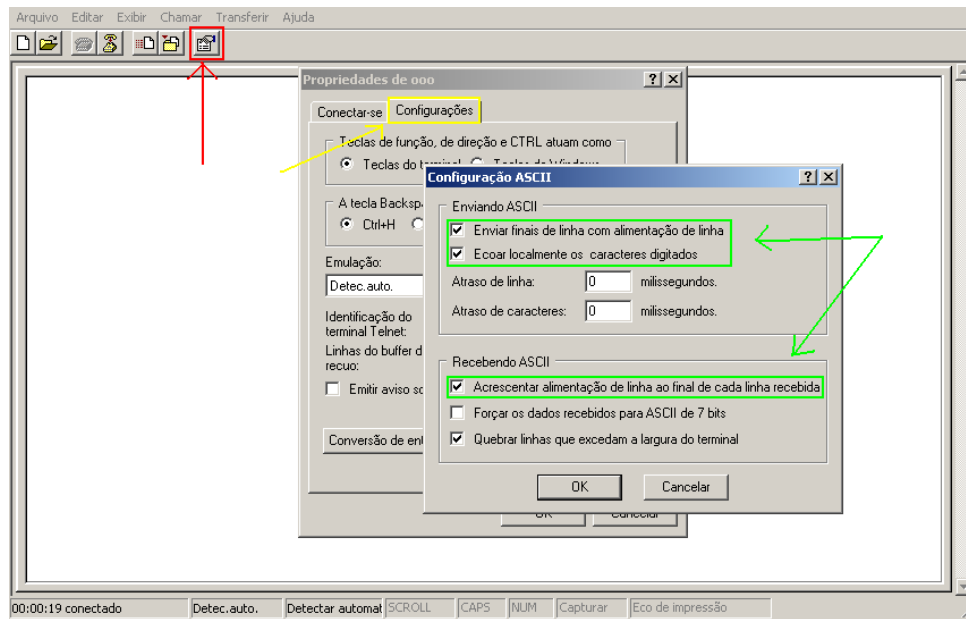 Arquivo Editar Exibir Chamar Transferir Ajuda
Propriedades de ooo
Conectar-se Configurações
Teclas de função, de direção e CTRL atuam como
Teclas do terminal
Configuração ASCII
A tecla
Ctrl+H
Emulação:
Detec.auto.
Identificação do
terminal Telnet:
Linhas do buffer
recuo:
Emitir aviso
Conversão de
Enviando ASCII
Enviar finais de linha com alimentação de linha
Ecoar localmente os caracteres digitados
Atraso de linha: 0 milissegundos.
Atraso de caracteres: 0 milissegundos.
Recebendo ASCII
Acrescentar alimentação de linha ao final de cada linha recebida
Forçar os dados recebidos para ASCII de 7 bits
Quebrar linhas que excedam a largura do terminal
OK Cancelar
00:00:19 conectado Detec.auto. Detectar automat SCROLL CAPS NUM Capturar Eco de impressão